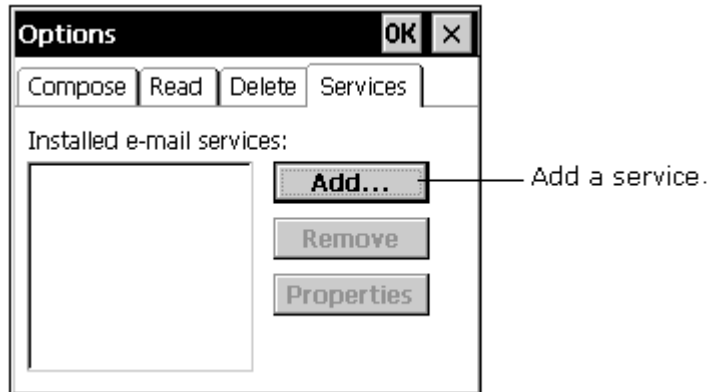 Options OK ×
Compose Read Delete Services
Installed e-mail services:
Add... Add a service.
Remove
Properties